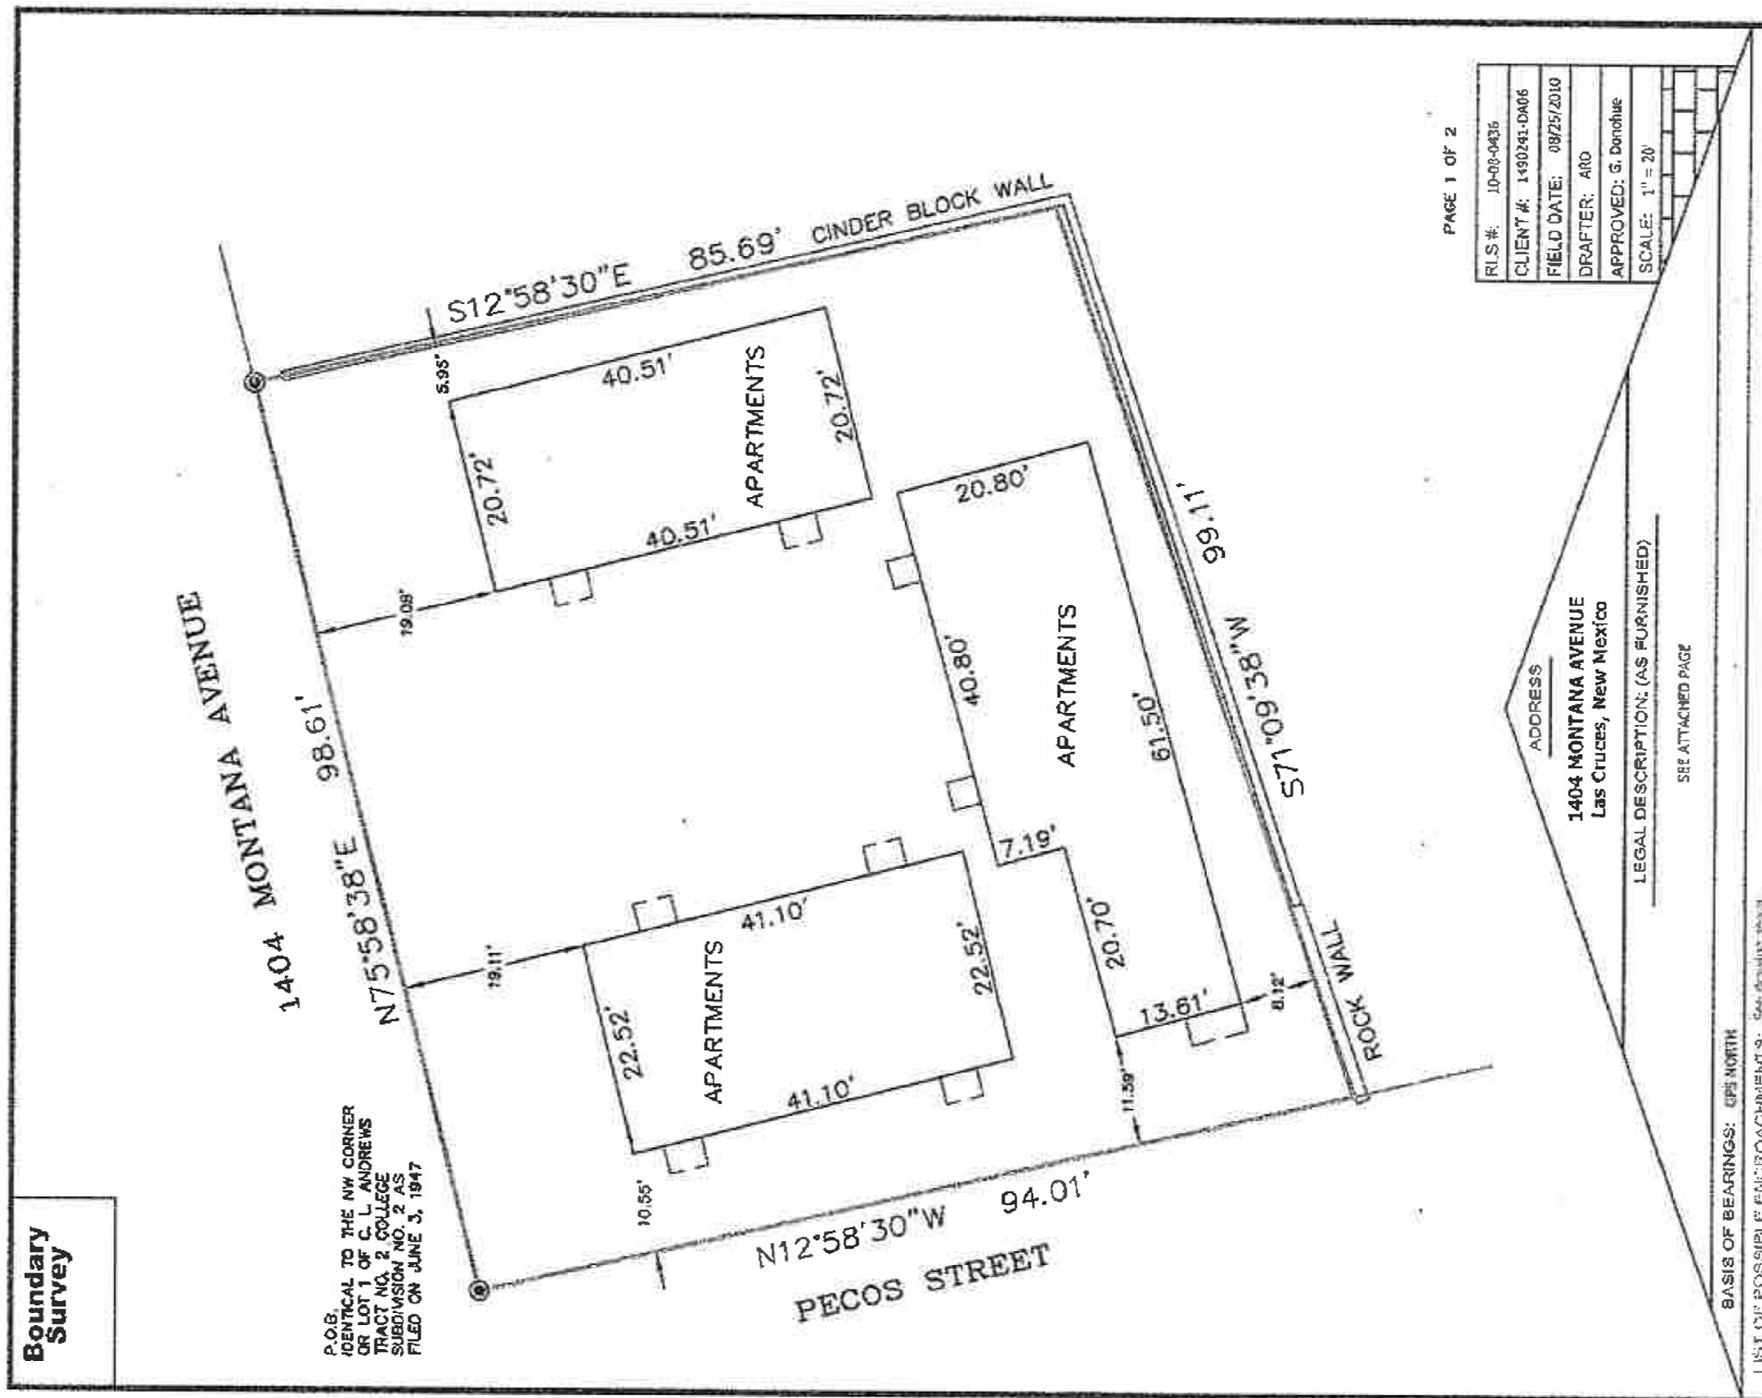 Boundary
Survey
P.O.B.
IDENTICAL TO THE NW CORNER
OR LOT 1 OF C. L. ANDREWS
TRACT NO. 2, COLLEGE
SUBDIVISION NO. 2 AS
FILED ON JUNE 3, 1947
1404 MONTANA AVENUE
N75°58'38"E 98.61'
19.11'
19.08'
5.95'
S12°58'30"E 85.69' CINDER BLOCK WALL
22.52'
APARTMENTS
41.10'
41.10'
22.52'
10.55'
20.72'
40.51'
40.51'
APARTMENTS
20.72'
20.80'
40.80'
7.19'
APARTMENTS
61.50'
20.70'
13.61'
11.59'
8.12'
N12°58'30"W 94.01'
PECOS STREET
S71°09'38"W 99.11'
ROCK WALL
PAGE 1 OF 2
RLS #: 10-08-0436
CLIENT #: 1490241-DA06
FIELD DATE: 08/25/2010
DRAFTER: ARD
APPROVED: G. Donohue
SCALE: 1" = 20'
ADDRESS
1404 MONTANA AVENUE
Las Cruces, New Mexico
LEGAL DESCRIPTION: (AS FURNISHED)
SEE ATTACHED PAGE
BASIS OF BEARINGS: GPS NORTH
LIST OF POSSIBLE ENCROACHMENTS: